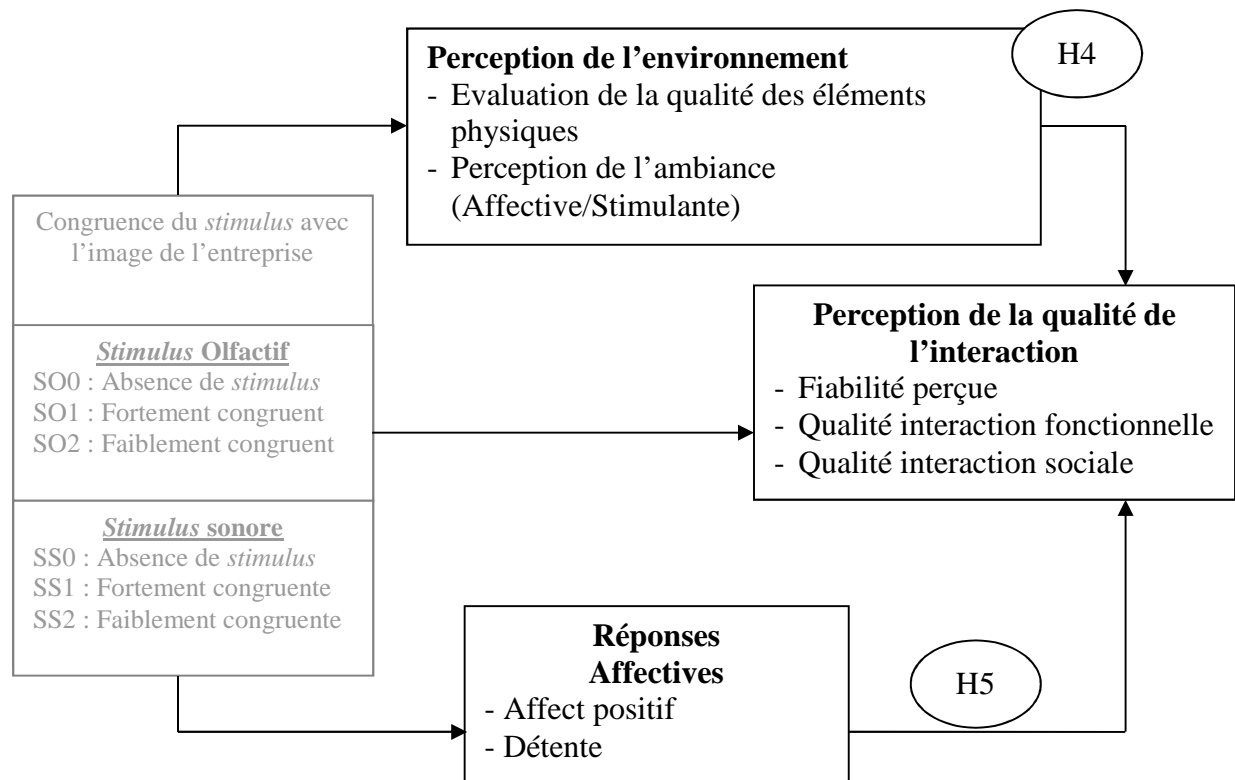 Perception de l’environnement
- Evaluation de la qualité des éléments
physiques
- Perception de l’ambiance
(Affective/Stimulante)
H4
Congruence du stimulus avec
l’image de l’entreprise
Stimulus Olfactif
SO0 : Absence de stimulus
SO1 : Fortement congruent
SO2 : Faiblement congruent
Stimulus sonore
SS0 : Absence de stimulus
SS1 : Fortement congruente
SS2 : Faiblement congruente
Perception de la qualité de
l’interaction
- Fiabilité perçue
- Qualité interaction fonctionnelle
- Qualité interaction sociale
Réponses
Affectives
- Affect positif
- Détente
H5